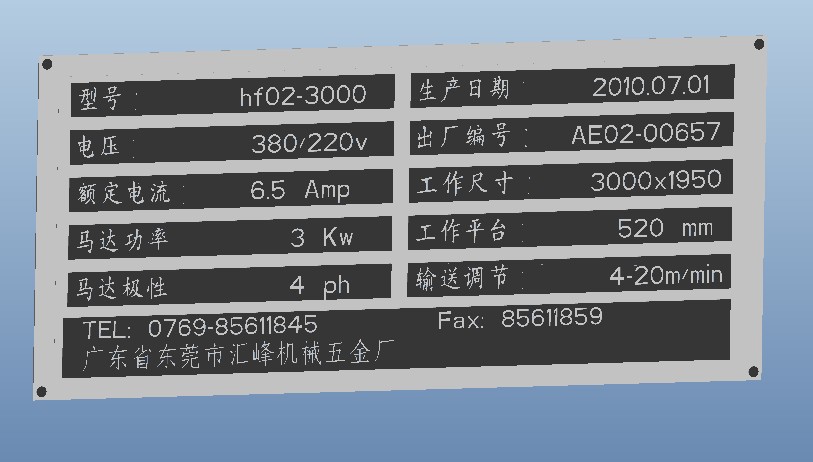 型号： hf02-3000
生产日期： 2010.07.01
电压： 380/220v
出厂编号： AE02-00657
额定电流： 6.5 Amp
工作尺寸： 3000x1950
马达功率 3 Kw
工作平台： 520 mm
马达极性 4 ph
输送调节： 4-20m/min
TEL: 0769-85611845 Fax: 85611859
广东省东莞市汇峰机械五金厂